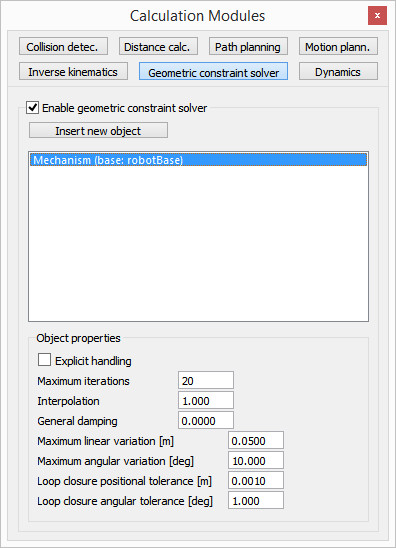 Calculation Modules
x
Collision detec. Distance calc. Path planning Motion plann.
Inverse kinematics Geometric constraint solver Dynamics
Enable geometric constraint solver
Insert new object
Mechanism (base: robotBase)
Object properties
Explicit handling
Maximum iterations 20
Interpolation 1.000
General damping 0.0000
Maximum linear variation [m] 0.0500
Maximum angular variation [deg] 10.000
Loop closure positional tolerance [m] 0.0010
Loop closure angular tolerance [deg] 1.000